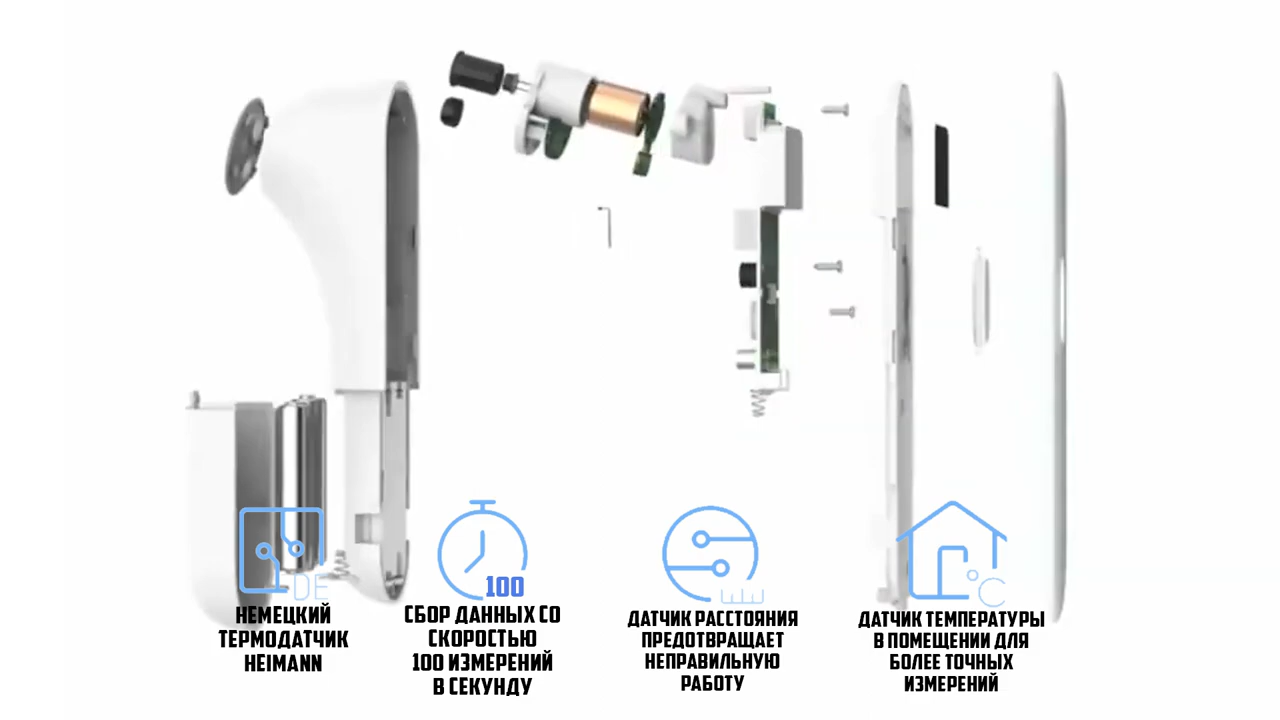 DE
НЕМЕЦКИЙ
ТЕРМОДАТЧИК
HEIMANN
100
СБОР ДАННЫХ СО
СКОРОСТЬЮ
100 ИЗМЕРЕНИЙ
В СЕКУНДУ
ДАТЧИК РАССТОЯНИЯ
ПРЕДОТВРАЩАЕТ
НЕПРАВИЛЬНУЮ
РАБОТУ
°C
ДАТЧИК ТЕМПЕРАТУРЫ
В ПОМЕЩЕНИИ ДЛЯ
БОЛЕЕ ТОЧНЫХ
ИЗМЕРЕНИЙ